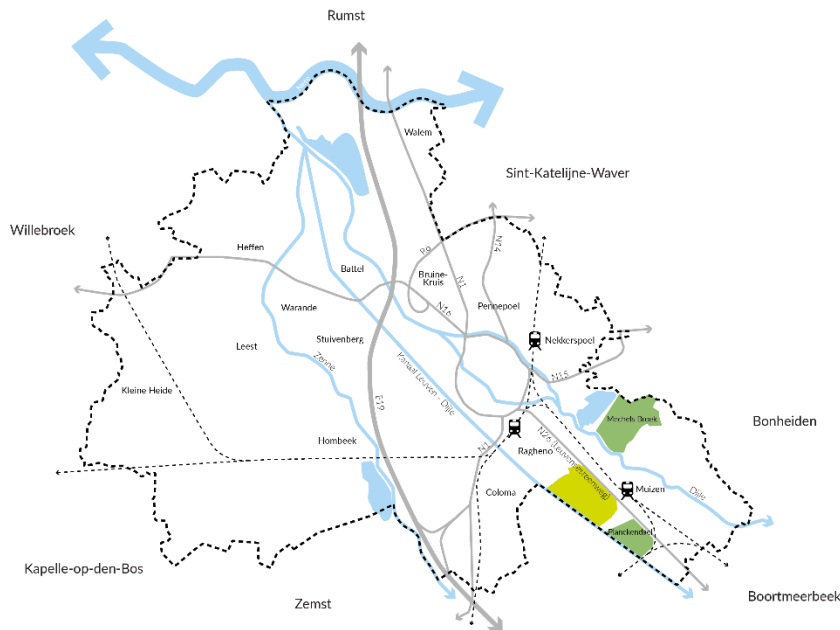 Rumst
Walem
Sint-Katelijne-Waver
Willebroek
Heffen
R6
N14
Battel
Bruine-
Kruis
N1
Pennepoel
Warande
N16
Stuivenberg
Nekkerspoel
Leest
Zenne
Kanaal Leuven - Dijle
N15
Kleine Heide
E19
Mechels Broek
Bonheiden
Hombeek
N1
Ragheno
N26 (Leuvensesteenweg)
Coloma
Muizen
Dijle
Planckendael
Kapelle-op-den-Bos
Zemst
Boortmeerbeek